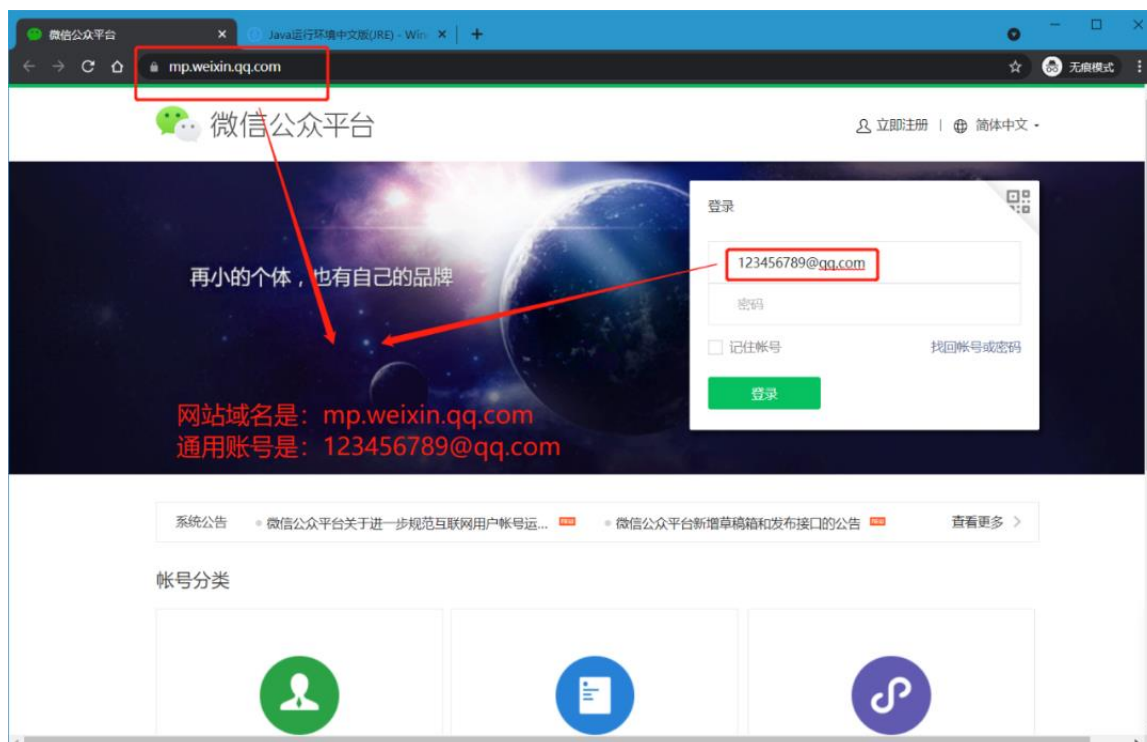 微信公众平台
Java运行环境中文版(JRE) - Win
mp.weixin.qq.com
无痕模式
微信公众平台
立即注册 | 简体中文
登录
再小的个体，也有自己的品牌
123456789@qq.com
密码
记住帐号 找回帐号或密码
登录
网站域名是：mp.weixin.qq.com
通用账号是：123456789@qq.com
系统公告 微信公众平台关于进一步规范互联网用户帐号运... 微信公众平台新增草稿箱和发布接口的公告 查看更多
帐号分类